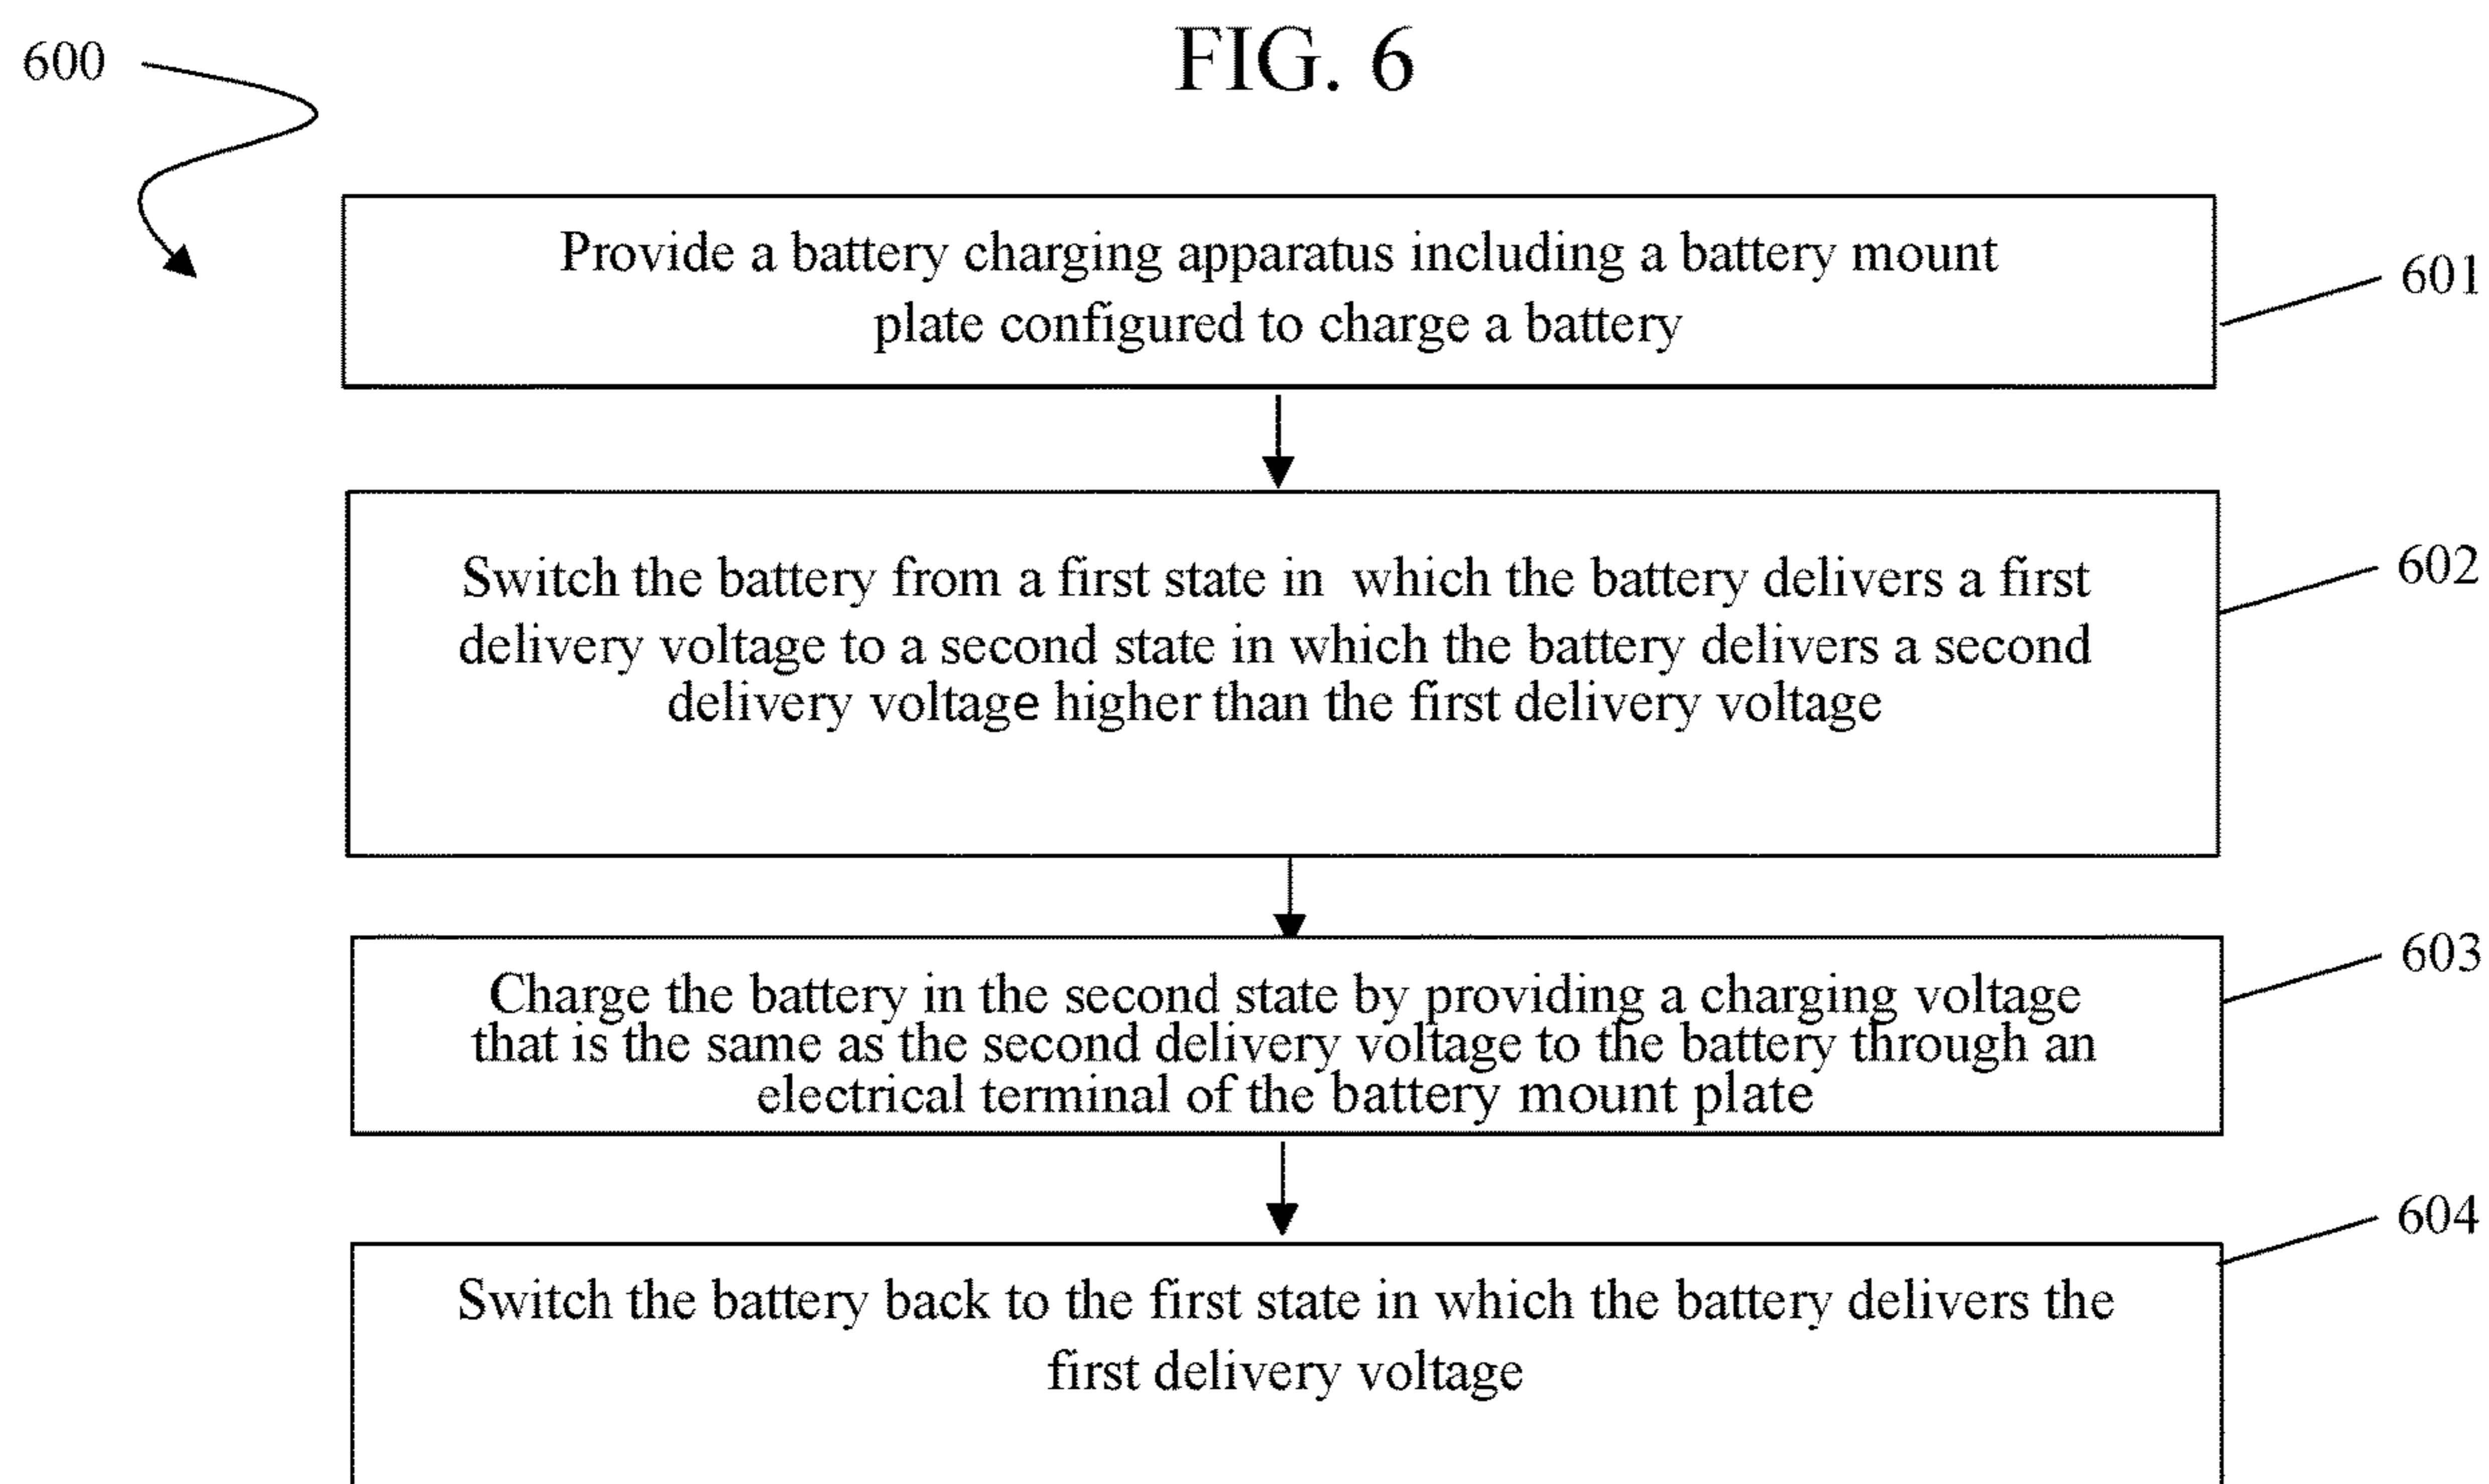 FIG. 6
600
Provide a battery charging apparatus including a battery mount
plate configured to charge a battery
601
Switch the battery from a first state in which the battery delivers a first
delivery voltage to a second state in which the battery delivers a second
delivery voltage higher than the first delivery voltage
602
Charge the battery in the second state by providing a charging voltage
that is the same as the second delivery voltage to the battery through an
electrical terminal of the battery mount plate
603
Switch the battery back to the first state in which the battery delivers the
first delivery voltage
604